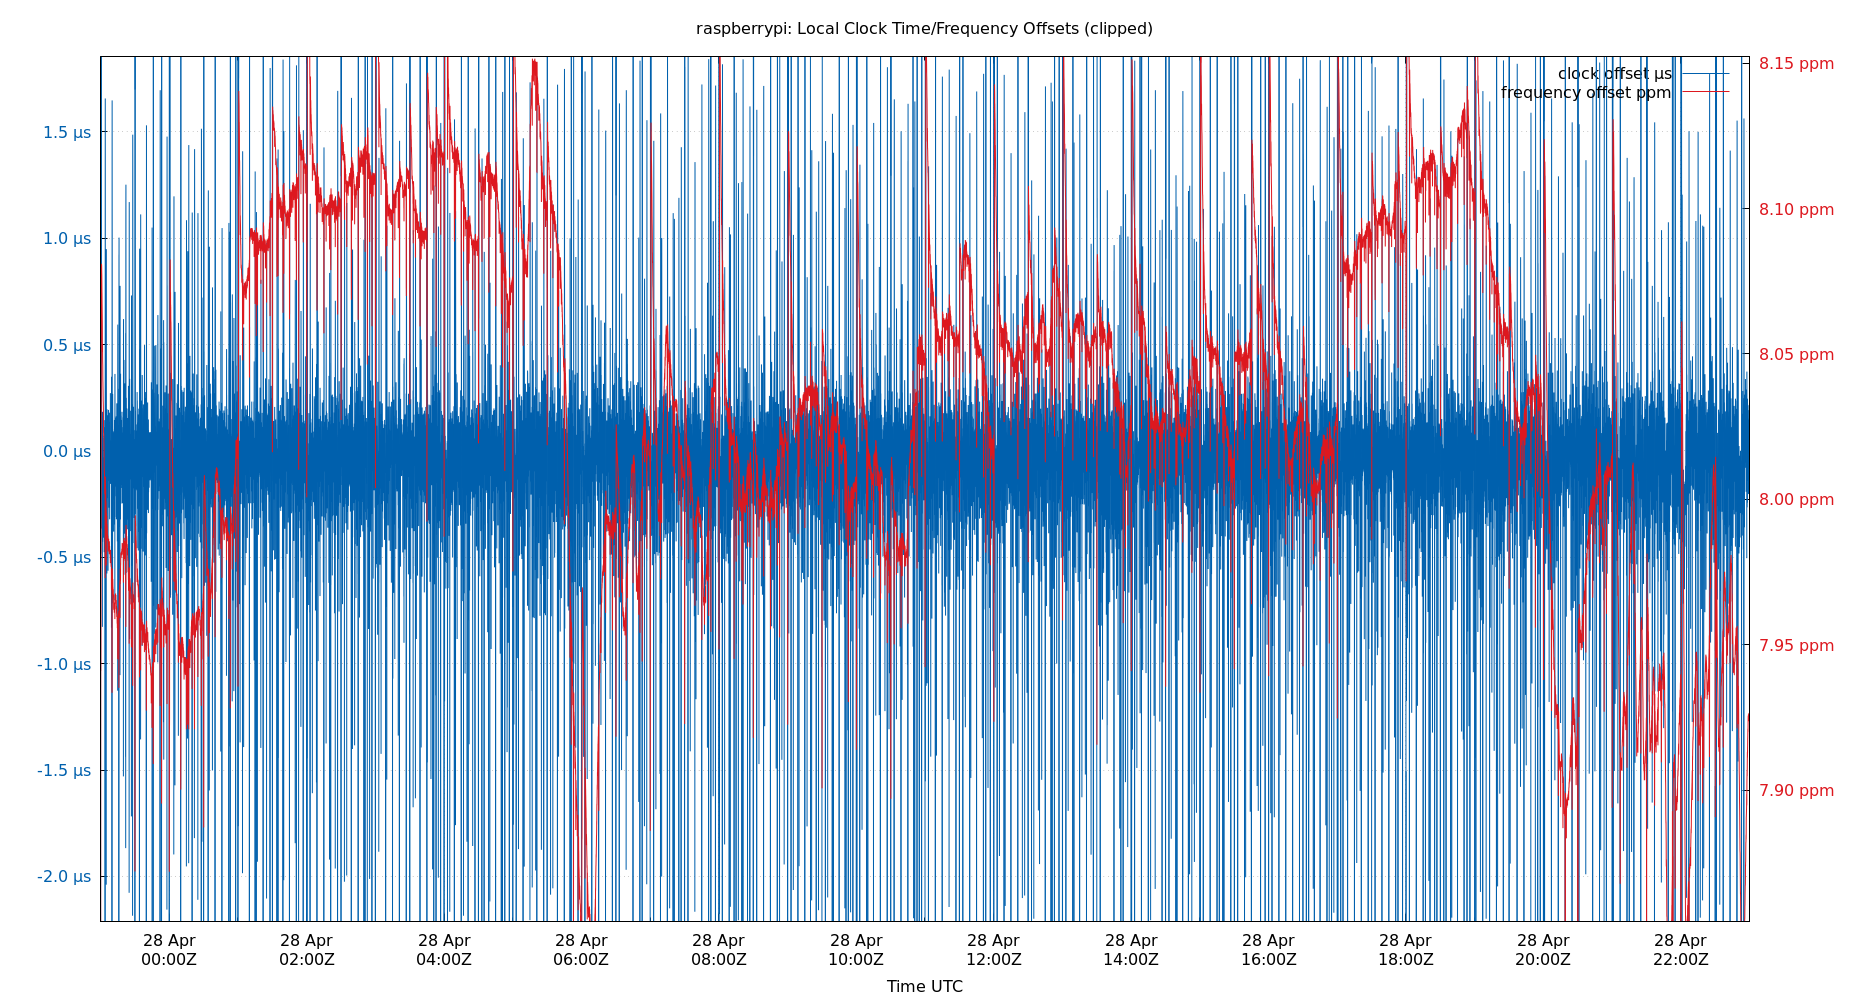 raspberrypi: Local Clock Time/Frequency Offsets (clipped)
clock offset µs
frequency offset ppm
1.5 µs
1.0 µs
0.5 µs
0.0 µs
-0.5 µs
-1.0 µs
-1.5 µs
-2.0 µs
8.15 ppm
8.10 ppm
8.05 ppm
8.00 ppm
7.95 ppm
7.90 ppm
28 Apr 28 Apr 28 Apr 28 Apr 28 Apr 28 Apr 28 Apr 28 Apr 28 Apr 28 Apr 28 Apr 28 Apr
00:00Z 02:00Z 04:00Z 06:00Z 08:00Z 10:00Z 12:00Z 14:00Z 16:00Z 18:00Z 20:00Z 22:00Z
Time UTC